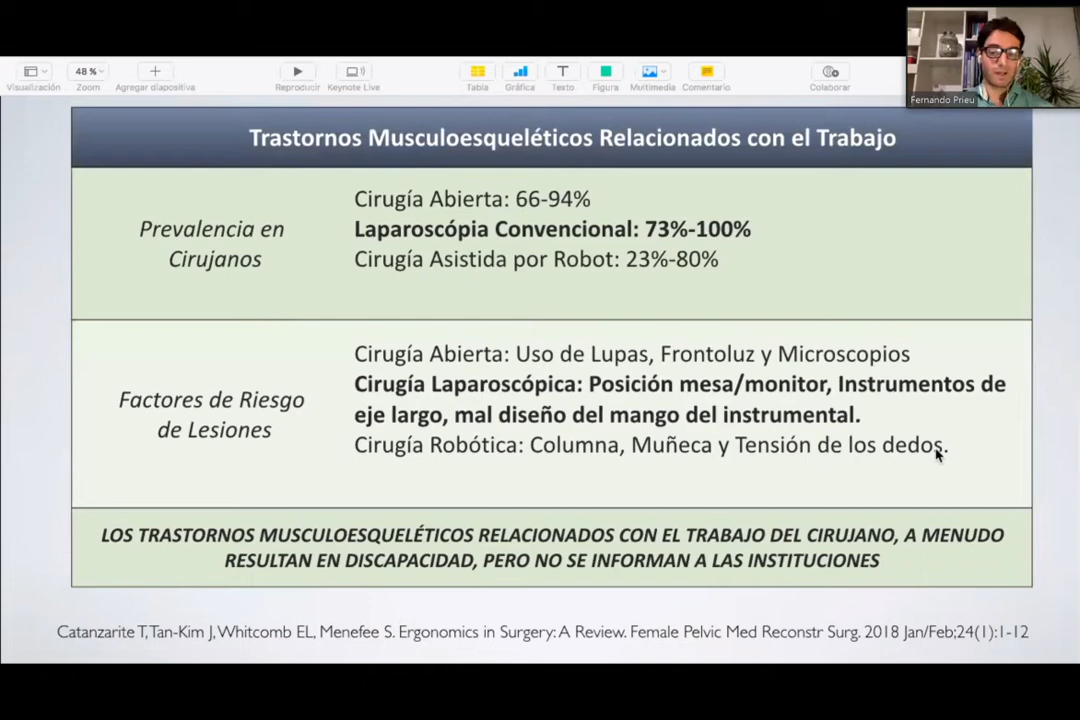 Visualización
48 %
Zoom
Agregar diapositiva
Reproducir
Keynote Live
Tabla
Gráfica
Texto
Figura
Multimedia
Comentario
Colaborar
Fernando Prieu
Trastornos Musculoesqueléticos Relacionados con el Trabajo
Prevalencia en
Cirujanos
Cirugía Abierta: 66-94%
Laparoscópia Convencional: 73%-100%
Cirugía Asistida por Robot: 23%-80%
Factores de Riesgo
de Lesiones
Cirugía Abierta: Uso de Lupas, Frontoluz y Microscopios
Cirugía Laparoscópica: Posición mesa/monitor, Instrumentos de
eje largo, mal diseño del mango del instrumental.
Cirugía Robótica: Columna, Muñeca y Tensión de los dedos.
LOS TRASTORNOS MUSCULOESQUELÉTICOS RELACIONADOS CON EL TRABAJO DEL CIRUJANO, A MENUDO
RESULTAN EN DISCAPACIDAD, PERO NO SE INFORMAN A LAS INSTITUCIONES
Catanzarite T, Tan-Kim J, Whitcomb EL, Menefee S. Ergonomics in Surgery: A Review. Female Pelvic Med Reconstr Surg. 2018 Jan/Feb;24(1):1-12